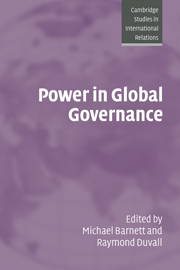 Cambridge
Studies in
International
Relations
Power in Global
Governance
Edited by
Michael Barnett
and
Raymond Duvall